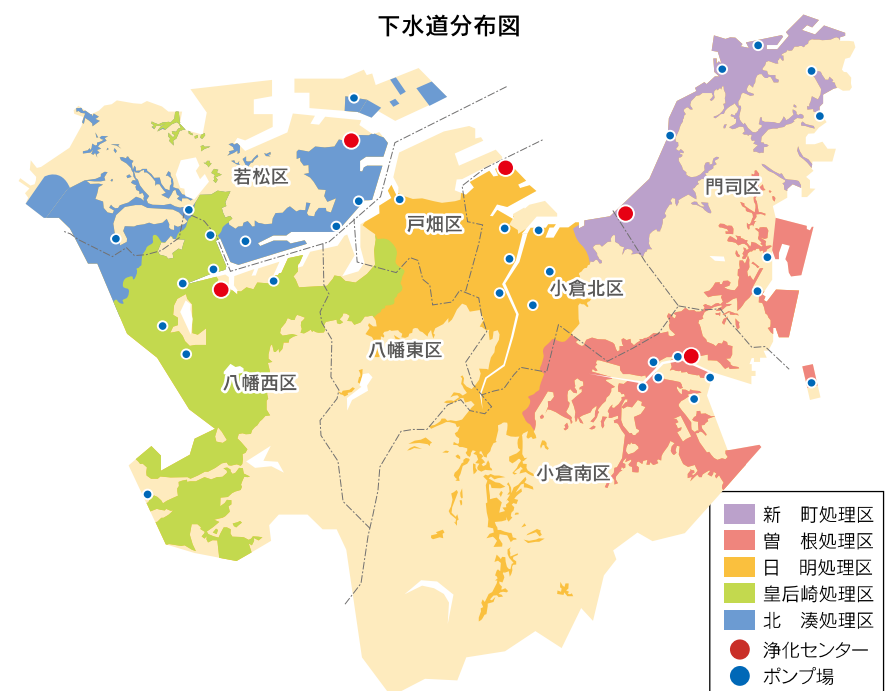 下水道分布図
若松区
門司区
戸畑区
小倉北区
八幡東区
八幡西区
小倉南区
新　町処理区
曽　根処理区
日　明処理区
皇后崎処理区
北　湊処理区
浄化センター
ポンプ場